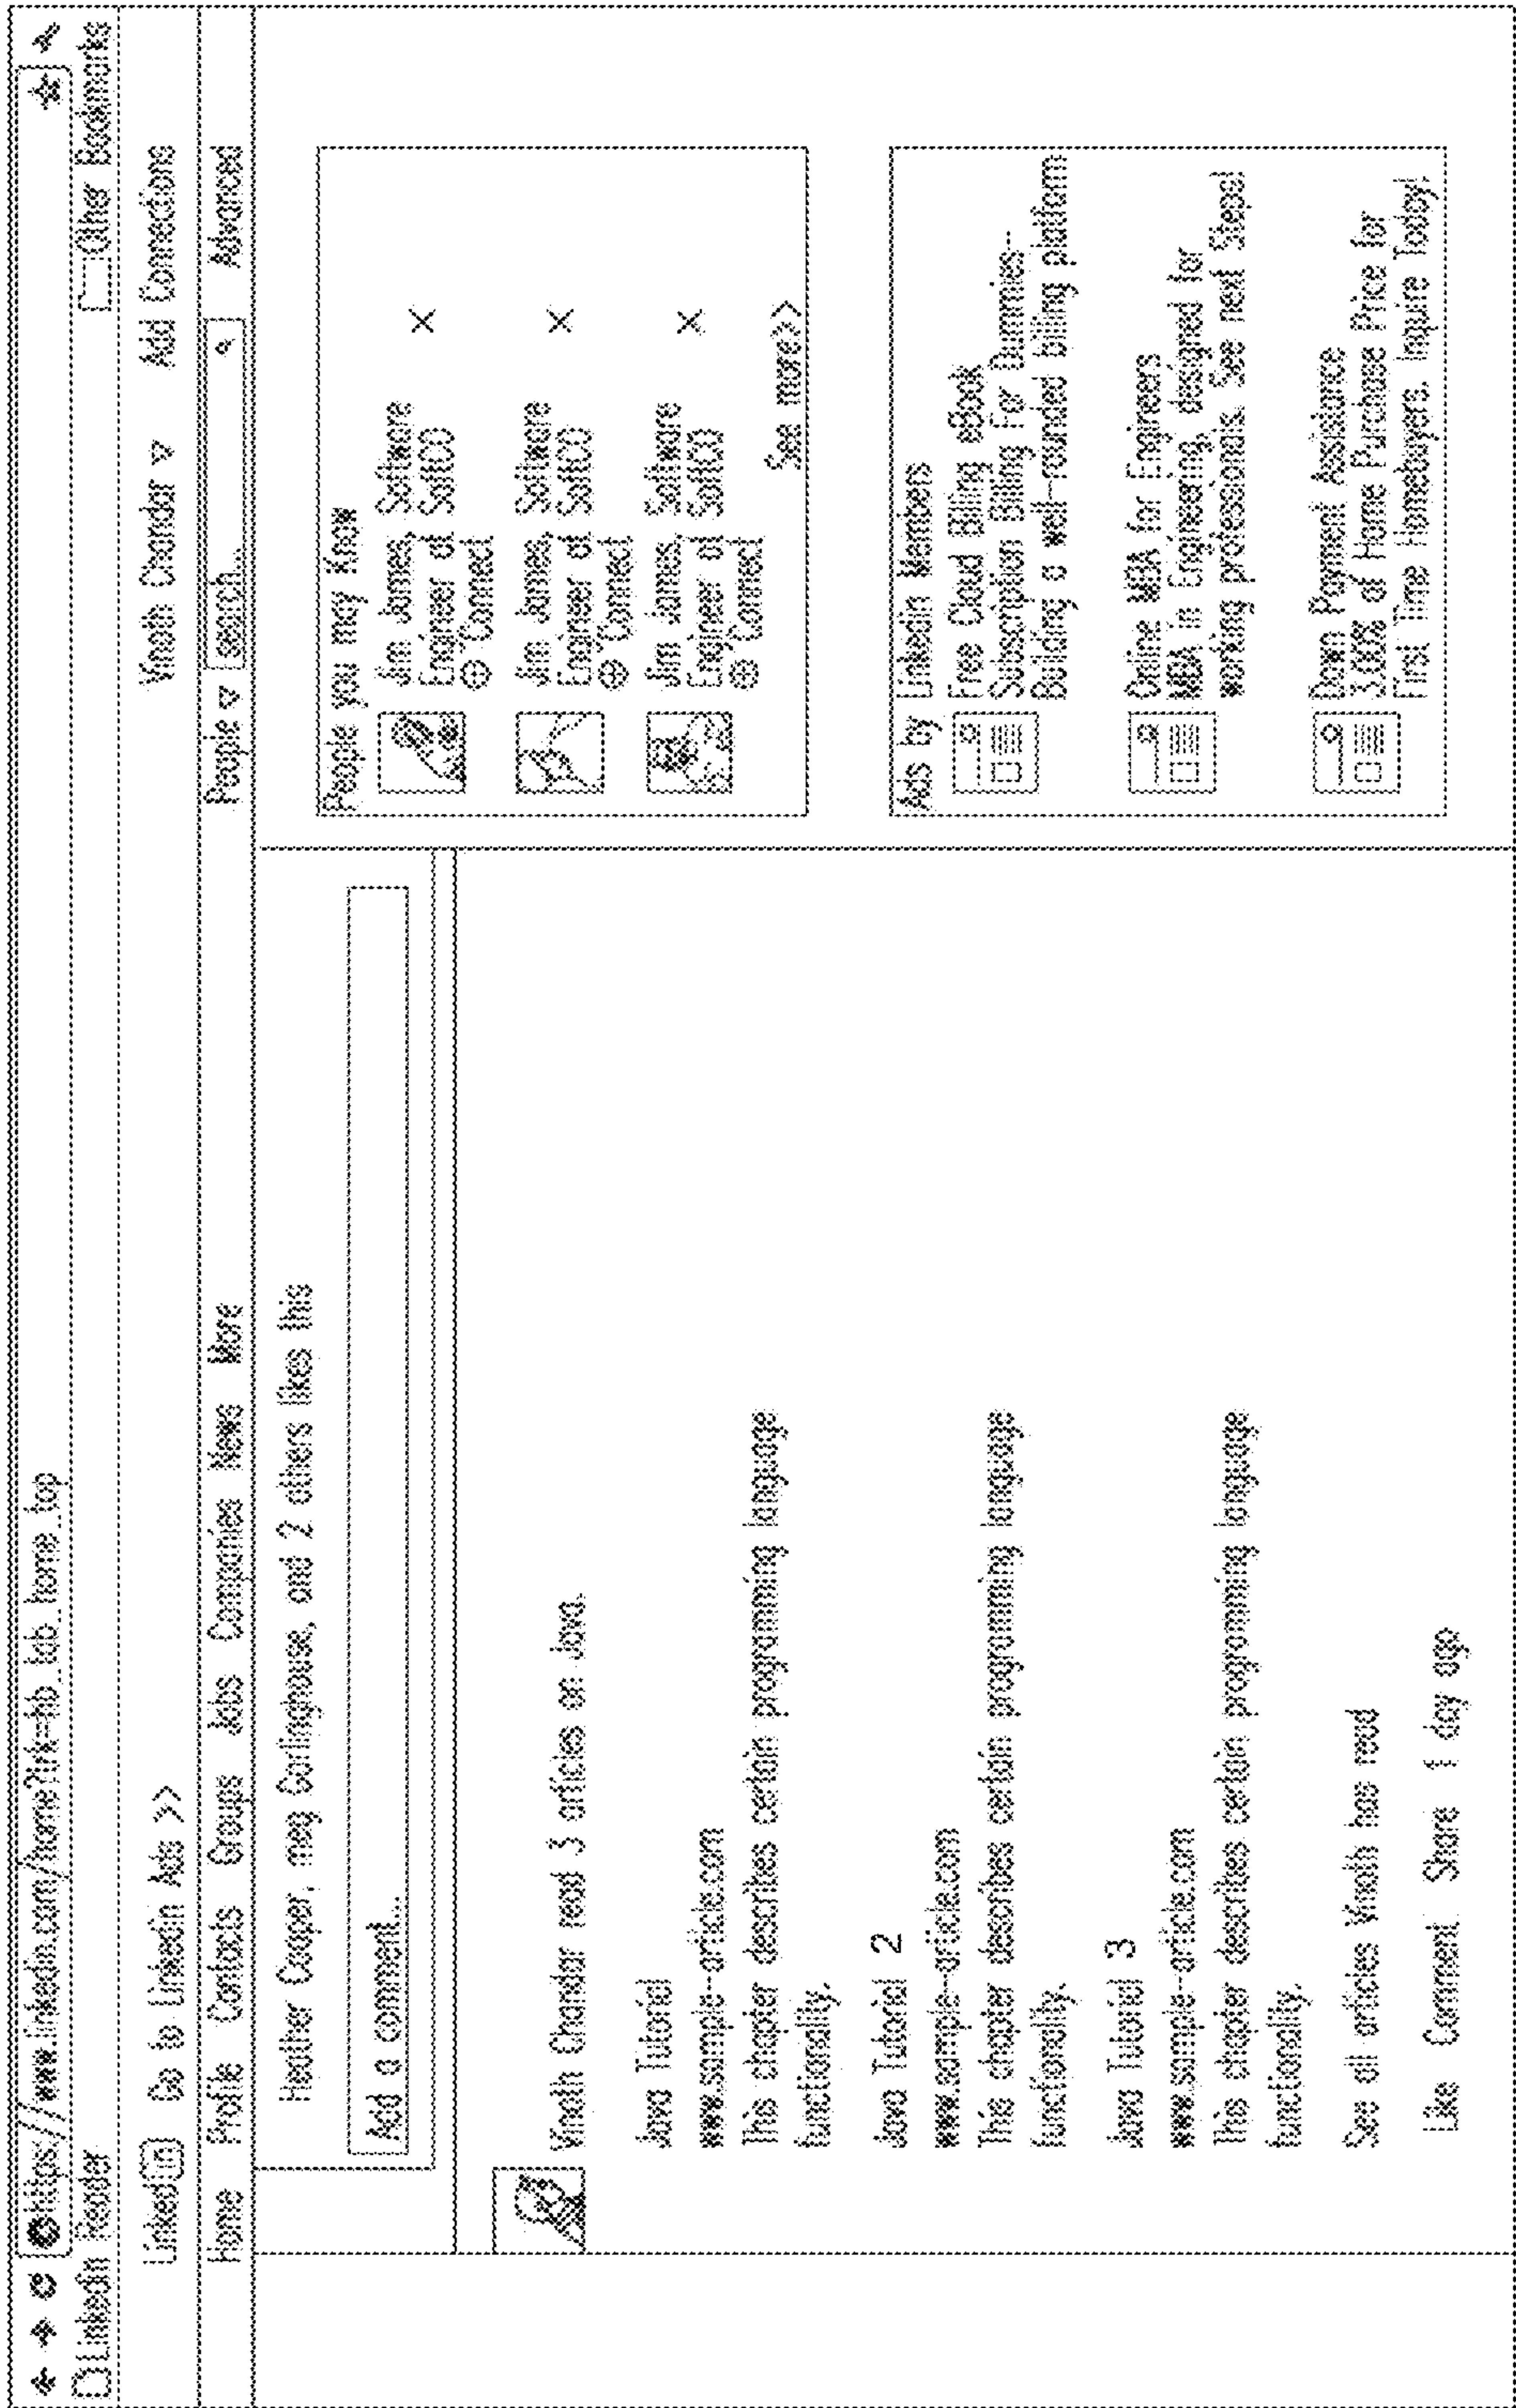 https://www.linkedin.com/home?trk=hb_tab_home_top
LinkedIn Reader
Other Bookmarks
Linkedin Go to LinkedIn Ads >>
Vinoth Chandar Add Connections
Home Profile Contacts Groups Jobs Companies News More
People search... Advanced
Heather Cooper, meg Garlinghouse, and 2 others likes this
Add a comment...
Vinoth Chandar read 3 articles on Java.
Java Tutorial
www.sample-article.com
This chapter describes certain programming language
functionality.
Java Tutorial 2
www.sample-article.com
This chapter describes certain programming language
functionality.
Java Tutorial 3
www.sample-article.com
This chapter describes certain programming language
functionality.
See all articles Vinoth has read
Like Comment Share 1 day ago
People you may Know
Jim James, Software
Engineer at SoftCO
Connect
X
Jim James, Software
Engineer at SoftCO
Connect
X
Jim James, Software
Engineer at SoftCO
Connect
X
See more>>
Ads by LinkedIn Members
Free Cloud Billing eBook
Subscription Billing For Dummies-
Building a well-rounded billing platform
Online MBA for Engineers
MBA in Engineering, designed for
working professionals. See next Steps!
Down Payment Assistance
of Home Purchase Price for
First Time Homebuyers. Inquire Today!